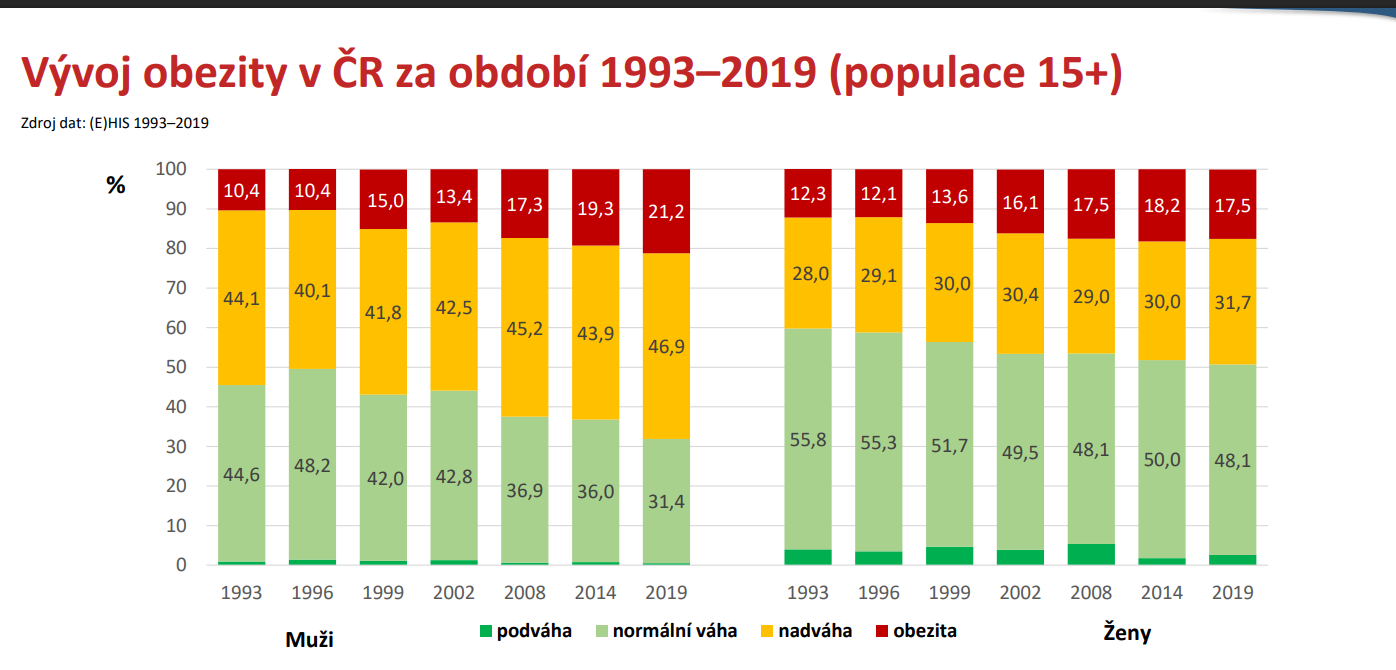 Vývoj obezity v ČR za období 1993–2019 (populace 15+)
Zdroj dat: (E)HIS 1993–2019
%
100
90
80
70
60
50
40
30
20
10
0
10,4 10,4 15,0 13,4 17,3 19,3 21,2
44,1 40,1 41,8 42,5 45,2 43,9 46,9
44,6 48,2 42,0 42,8 36,9 36,0 31,4
12,3 12,1 13,6 16,1 17,5 18,2 17,5
28,0 29,1 30,0 30,4 29,0 30,0 31,7
55,8 55,3 51,7 49,5 48,1 50,0 48,1
1993 1996 1999 2002 2008 2014 2019
1993 1996 1999 2002 2008 2014 2019
Muži
podváha normální váha nadváha obezita
Ženy